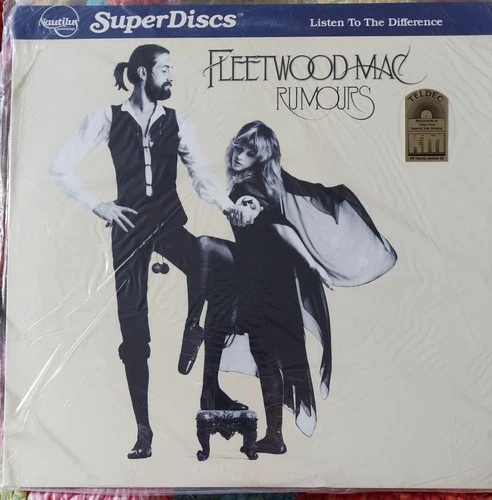 Nautilus
SuperDiscs
Listen To The Difference
FLEETWOOD MAC
RUMOURS
TELDEC